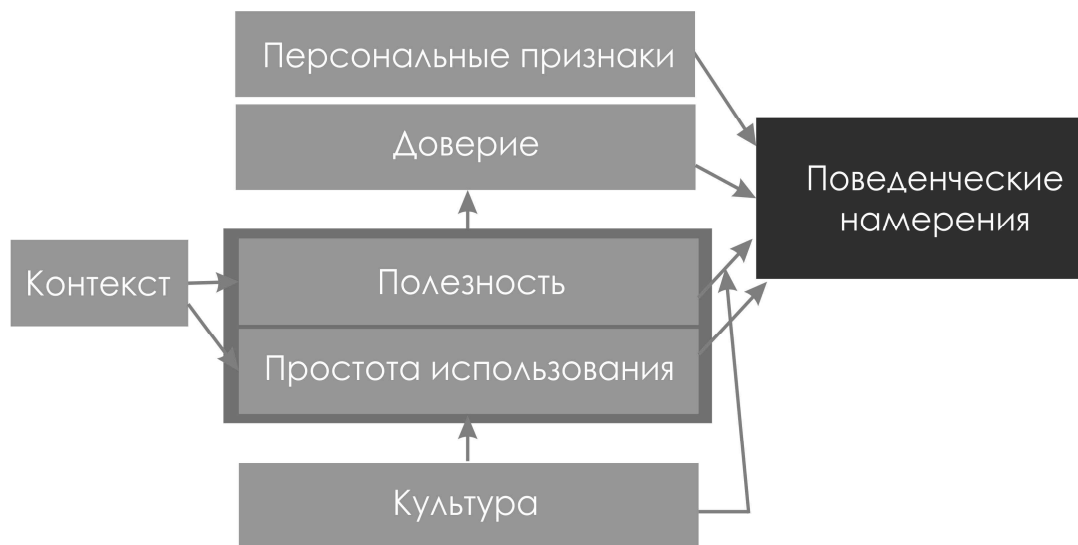 Персональные признаки
Доверие
Поведенческие
намерения
Контекст
Полезность
Простота использования
Культура